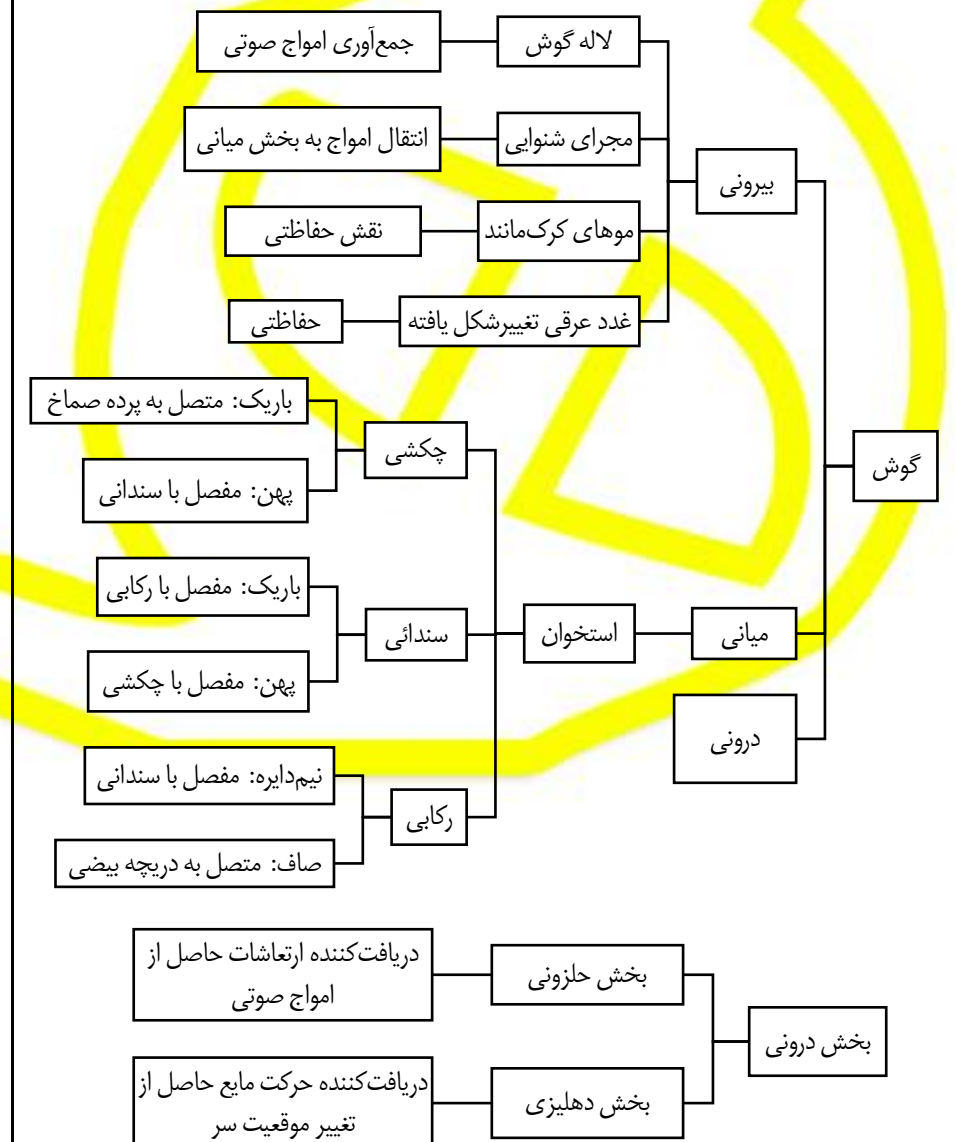 لاله گوش
جمع‌آوری امواج صوتی
مجرای شنوایی
انتقال امواج به بخش میانی
بیرونی
موهای کرک‌مانند
نقش حفاظتی
غدد عرقی تغییرشکل یافته
حفاظتی
گوش
چکشی
باریک: متصل به پرده صماخ
پهن: مفصل با سندانی
میانی
استخوان
سندائی
باریک: مفصل با رکابی
پهن: مفصل با چکشی
درونی
رکابی
نیم‌دایره: مفصل با سندانی
صاف: متصل به دریچه بیضی
بخش درونی
بخش حلزونی
دریافت‌کننده ارتعاشات حاصل از
امواج صوتی
بخش دهلیزی
دریافت‌کننده حرکت مایع حاصل از
تغییر موقعیت سر